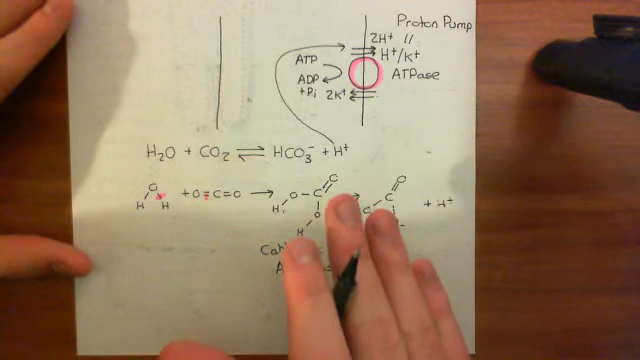 Proton Pump
2H⁺ //
H⁺/K⁺
ATP
ATPase
ADP
+ Pi
2K⁺
H₂O + CO₂ ⇌ HCO₃⁻ + H⁺
O H H + O=C=O → H O C O O H → O C + H⁺